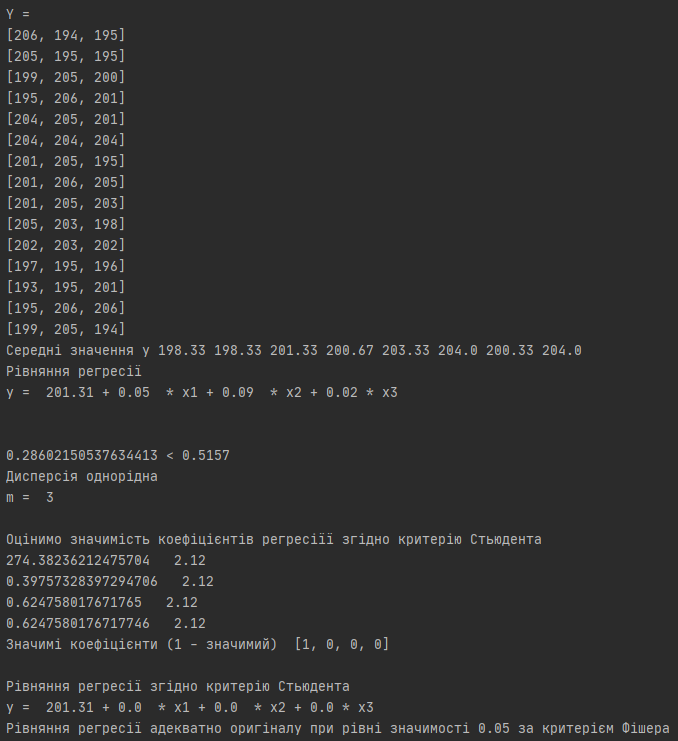 Y =
[206, 194, 195]
[205, 195, 195]
[199, 205, 200]
[195, 206, 201]
[204, 205, 201]
[204, 204, 204]
[201, 205, 195]
[201, 206, 205]
[201, 205, 203]
[205, 203, 198]
[202, 203, 202]
[197, 195, 196]
[193, 195, 201]
[195, 206, 206]
[199, 205, 194]
Середні значення y 198.33 198.33 201.33 200.67 203.33 204.0 200.33 204.0
Рівняння регресії
y =  201.31 + 0.05  * x1 + 0.09  * x2 + 0.02 * x3
0.28602150537634413 < 0.5157
Дисперсія однорідна
m =  3
Оцінимо значимість коефіцієнтів регресіїї згідно критерію Стьюдента
274.38236212475704   2.12
0.39757328397294706   2.12
0.624758017671765   2.12
0.6247580176717746   2.12
Значимі коефіцієнти (1 - значимий)  [1, 0, 0, 0]
Рівняння регресії згідно критерію Стьюдента
y =  201.31 + 0.0  * x1 + 0.0  * x2 + 0.0 * x3
Рівняння регресії адекватно оригіналу при рівні значимості 0.05 за критерієм Фішера